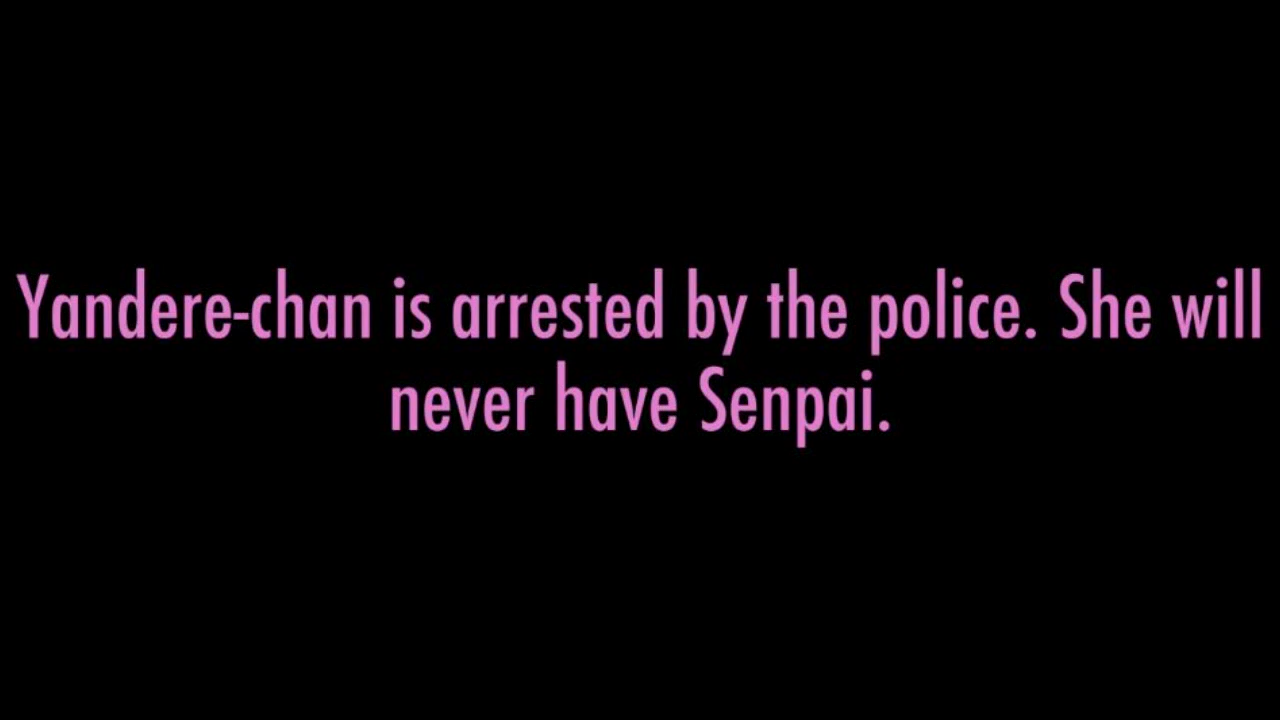 Yandere-chan is arrested by the police. She will
never have Senpai.